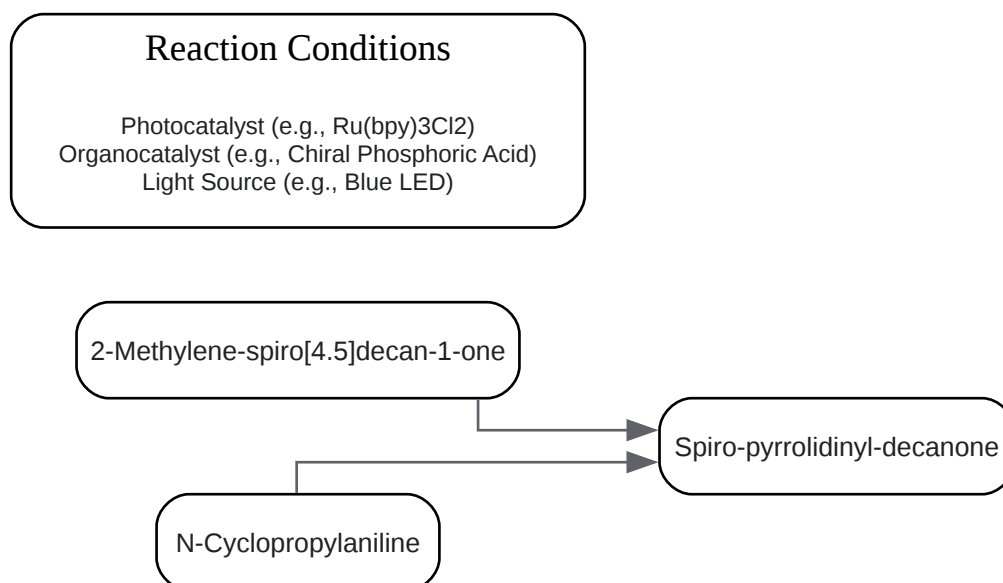 Reaction Conditions
Photocatalyst (e.g., Ru(bpy)3Cl2)
Organocatalyst (e.g., Chiral Phosphoric Acid)
Light Source (e.g., Blue LED)
2-Methylene-spiro[4.5]decan-1-one
Spiro-pyrrolidinyl-decanone
N-Cyclopropylaniline